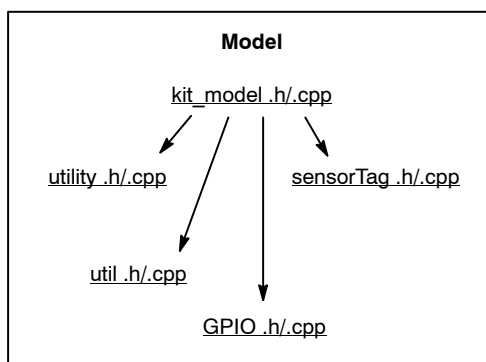 Model
kit_model .h/.cpp
utility .h/.cpp
sensorTag .h/.cpp
util .h/.cpp
GPIO .h/.cpp